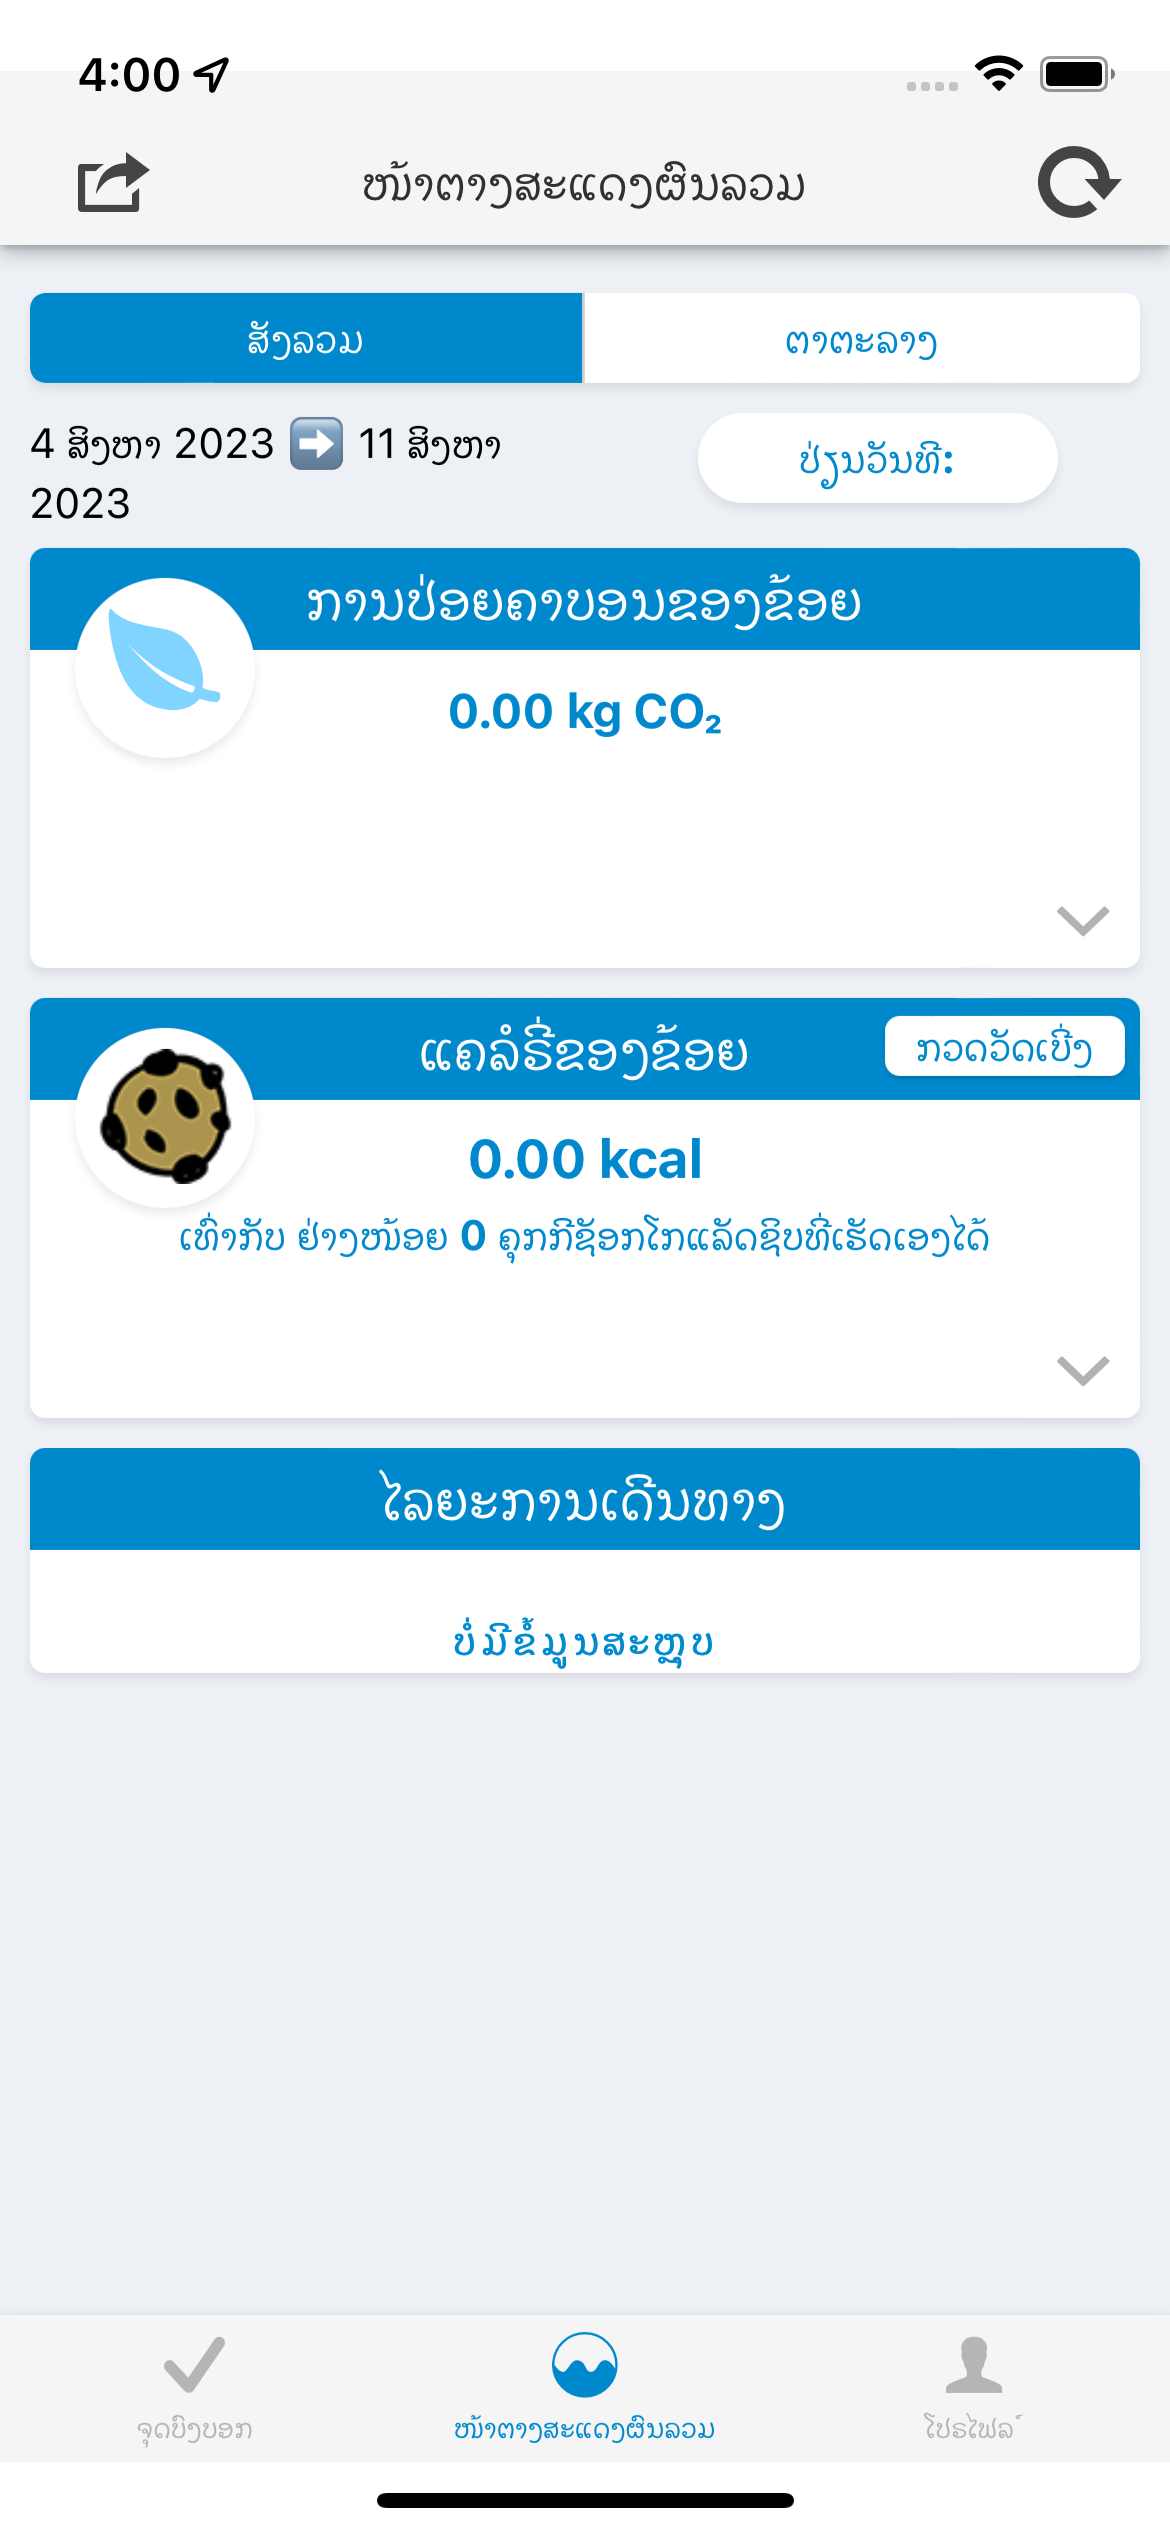 4:00
ໜ້າຕາງສະແດງຜົນລວມ
ສັງລວມ
ຕາຕະລາງ
4 ສິງຫາ 2023 ➡️ 11 ສິງຫາ
2023
ປ່ຽນວັນທີ:
ການປ່ອຍຄາບອນຂອງຂ້ອຍ
0.00 kg CO₂
ແຄລໍຣີ່ຂອງຂ້ອຍ
ກວດວັດເບີ່ງ
0.00 kcal
ເທົ່າກັບ ຢ່າງໜ້ອຍ 0 ຄຸກກີຊັອກໂກແລັດຊິບທີ່ເຮັດເອງໄດ້
ໄລຍະການເດີນທາງ
ບໍ່ມີຂໍ້ມູນສະຫຼຸບ
ຈຸດບົ່ງບອກ
ໜ້າຕາງສະແດງຜົນລວມ
ໂປຣໄຟລ໌